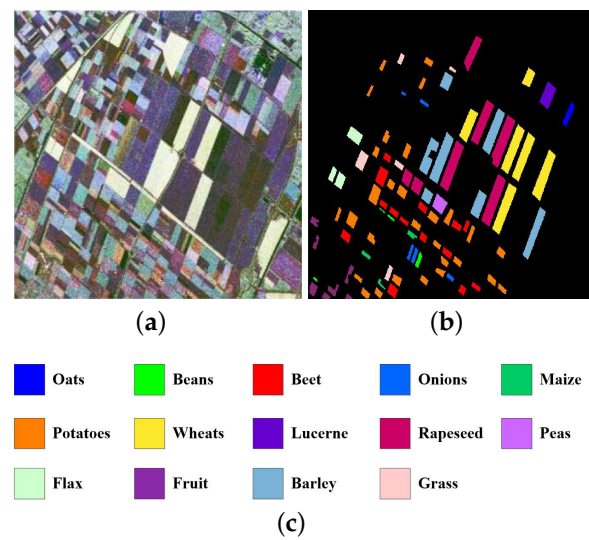 (a) (b)
Oats Beans Beet Onions Maize
Potatoes Wheats Lucerne Rapeseed Peas
Flax Fruit Barley Grass
(c)